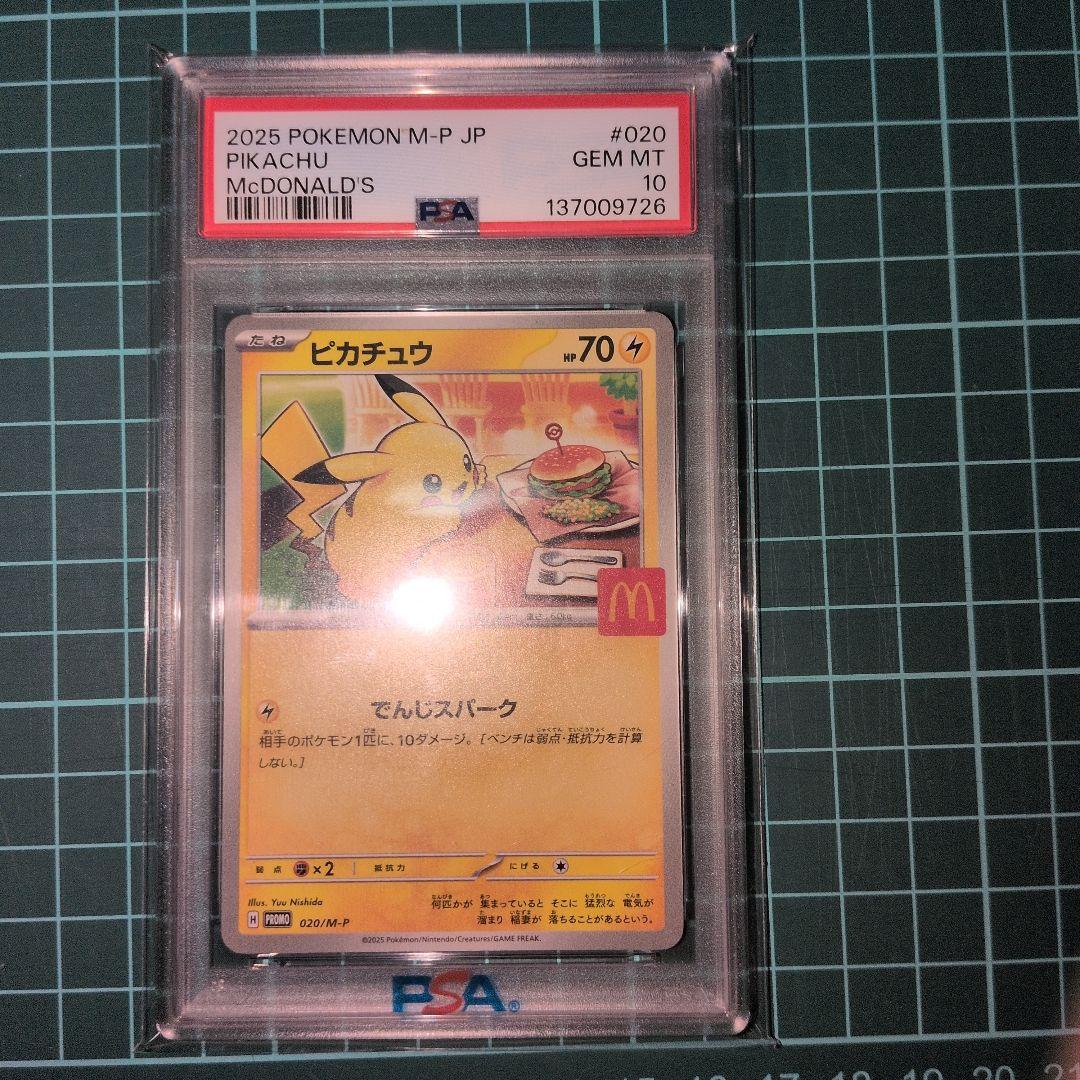 2025 POKEMON M-P JP
#020
PIKACHU
GEM MT
McDONALD'S
10
PSA
137009726
たね
ピカチュウ
HP70
でんじスパーク
相手のポケモン1匹に、10ダメージ。[ベンチは弱点・抵抗力を計算
しない。]
弱点 ×2 抵抗力 にげる
Illus. Yuu Nishida
何匹かが 集まっていると そこに 猛烈な 電気が
溜まり 稲妻が 落ちることがあるという。
H PROMO 020/M-P
©2025 Pokémon/Nintendo/Creatures/GAME FREAK.
PSA®
17 18 19 20